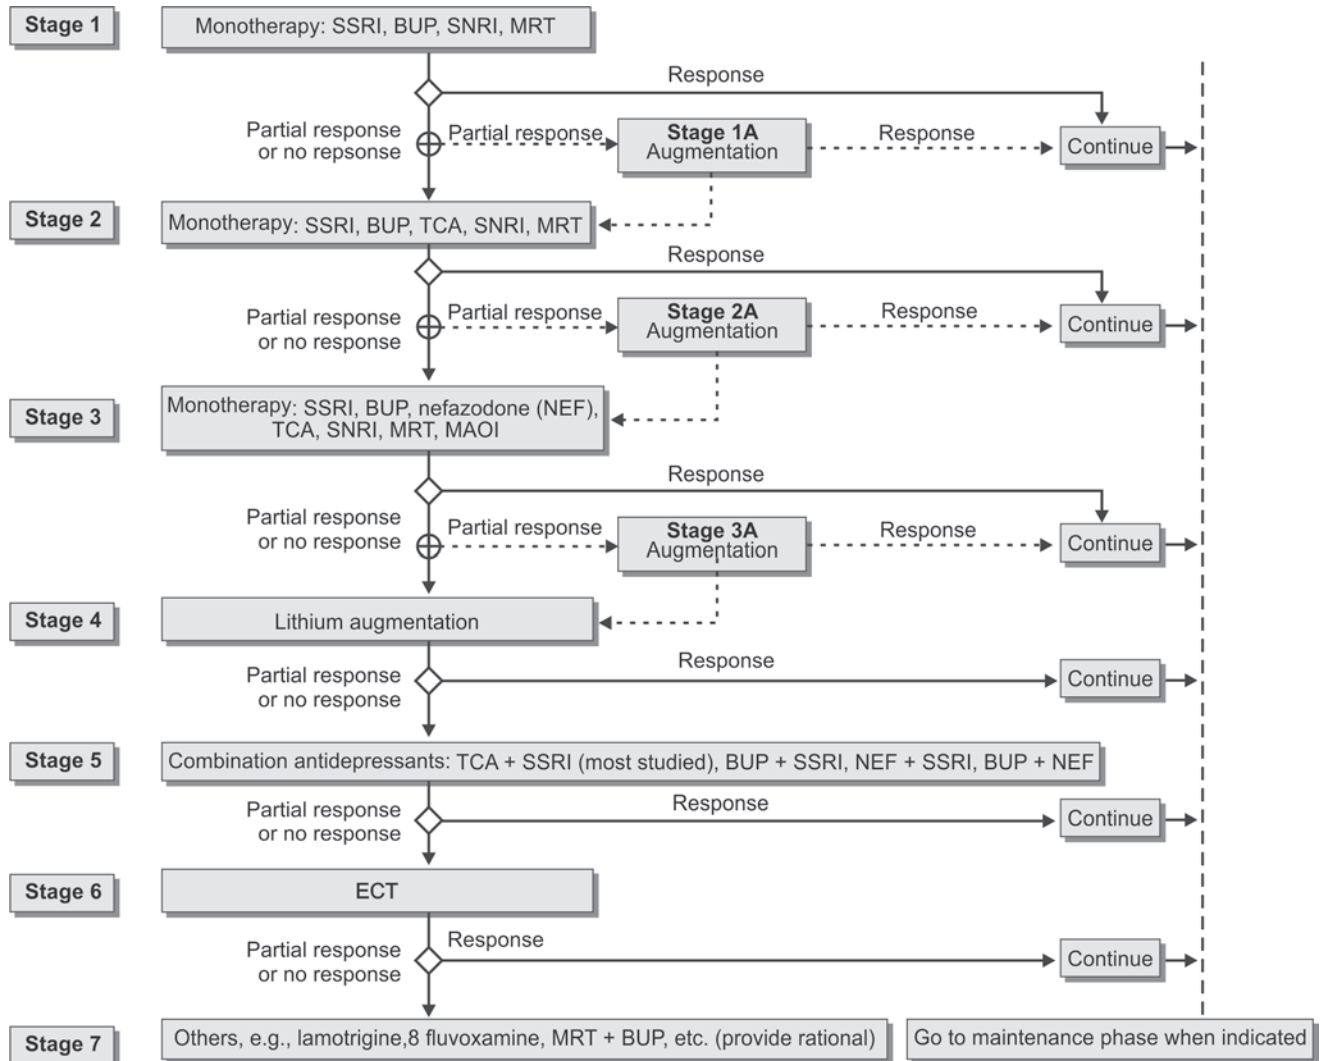 Stage 1
Monotherapy: SSRI, BUP, SNRI, MRT
Response
Partial response
or no repsonse
Partial response
Stage 1A
Augmentation
Response
Continue
Stage 2
Monotherapy: SSRI, BUP, TCA, SNRI, MRT
Response
Partial response
or no response
Partial response
Stage 2A
Augmentation
Response
Continue
Stage 3
Monotherapy: SSRI, BUP, nefazodone (NEF),
TCA, SNRI, MRT, MAOI
Response
Partial response
or no response
Partial response
Stage 3A
Augmentation
Response
Continue
Stage 4
Lithium augmentation
Response
Partial response
or no response
Continue
Stage 5
Combination antidepressants: TCA + SSRI (most studied), BUP + SSRI, NEF + SSRI, BUP + NEF
Response
Partial response
or no response
Continue
Stage 6
ECT
Response
Partial response
or no response
Continue
Stage 7
Others, e.g., lamotrigine,8 fluvoxamine, MRT + BUP, etc. (provide rational)
Go to maintenance phase when indicated